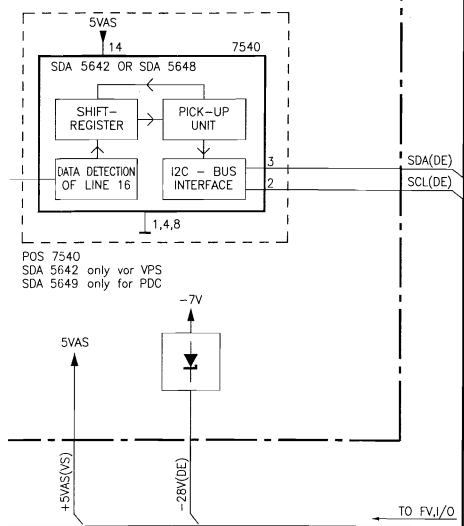 5VAS
14 7540
SDA 5642 OR SDA 5648
SHIFT-
REGISTER
PICK-UP
UNIT
DATA DETECTION
OF LINE 16
I2C - BUS
INTERFACE
3
SDA(DE)
2
SCL(DE)
1,4,8
POS 7540
SDA 5642 only vor VPS
SDA 5649 only for PDC
-7V
5VAS
+5VAS(VS)
-28V(DE)
TO FV,I/O